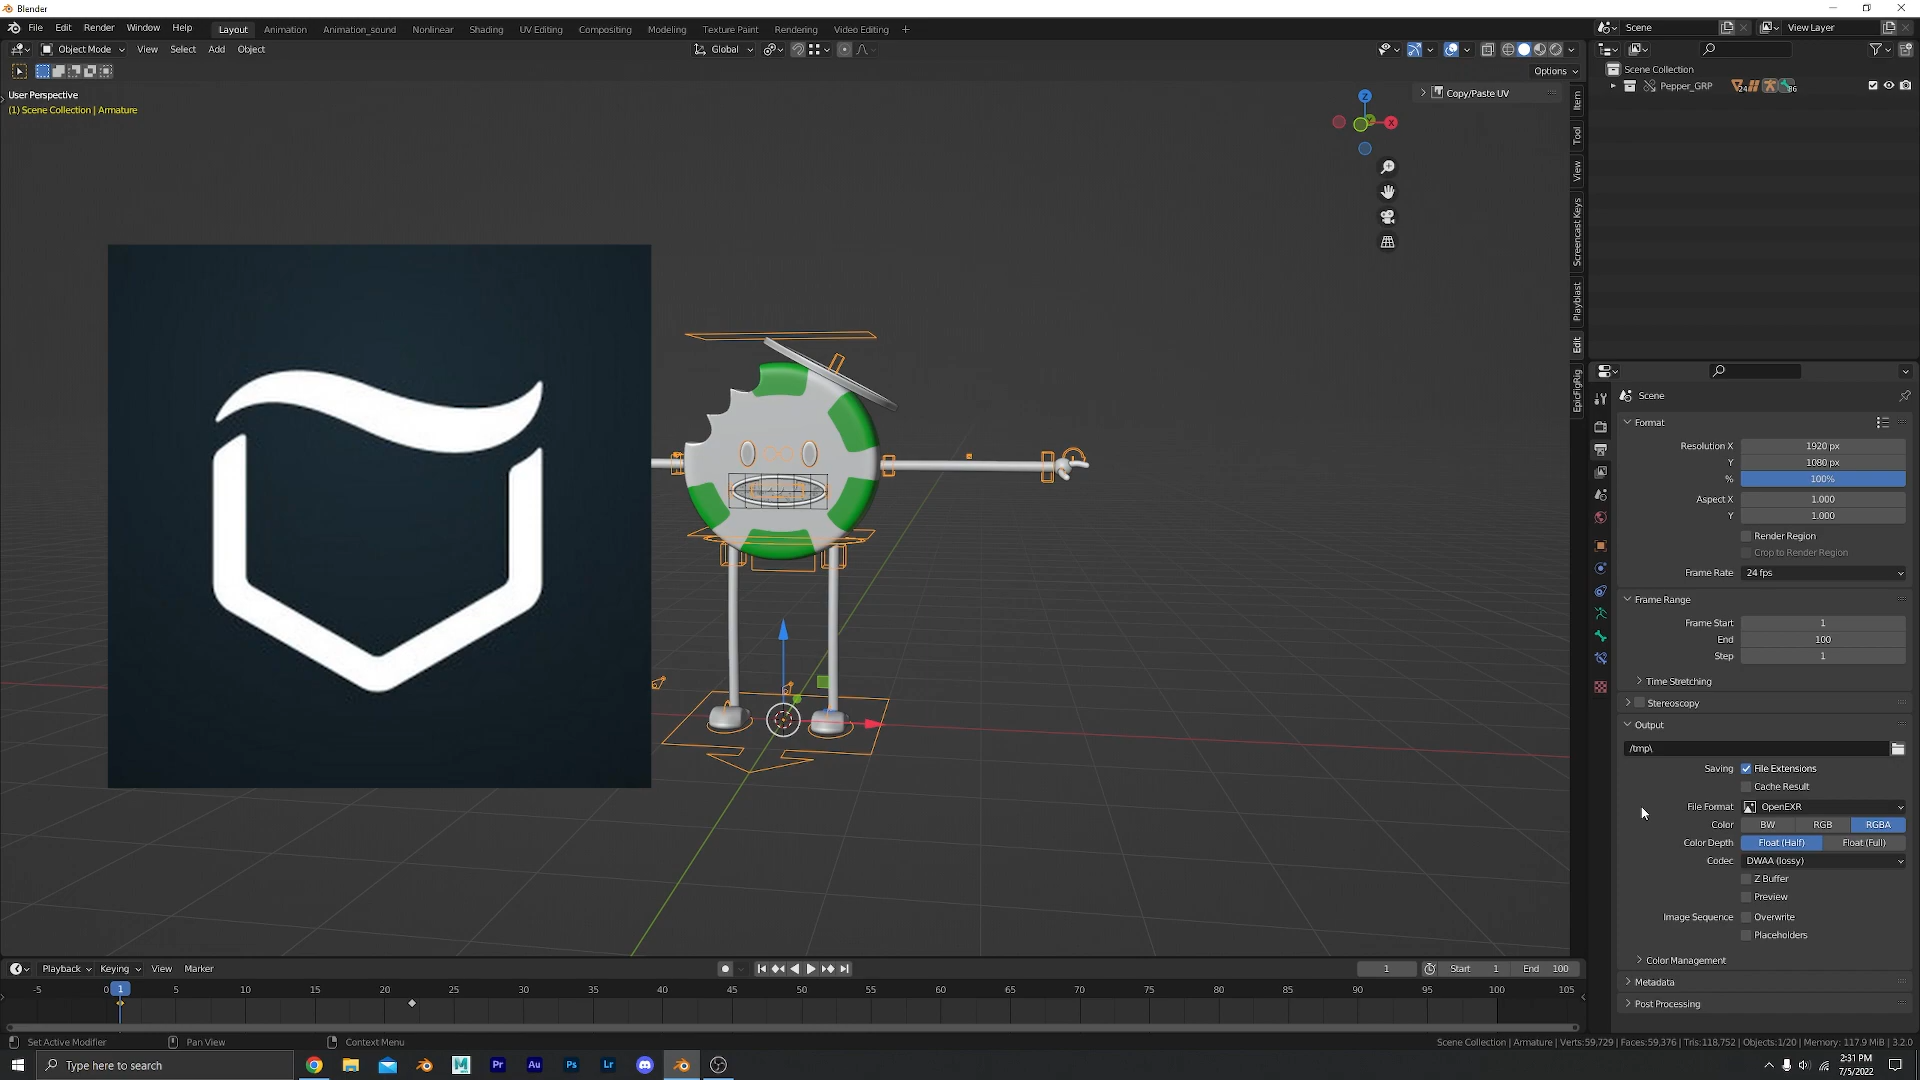 Blender
File Edit Render Window Help Layout Animation Animation_sound Nonlinear Shading UV Editing Compositing Modeling Texture Paint Rendering Video Editing + Scene View Layer
Object Mode View Select Add Object Global
Options
User Perspective
(1) Scene Collection | Armature
Copy/Paste UV
Z
X
Item
Tool
View
Screencast Keys
Playblast
Edit
EpicFigRig
Scene Collection
Pepper_GRP 24 86
Scene
Format
Resolution X 1920 px
Y 1080 px
% 100%
Aspect X 1.000
Y 1.000
Render Region
Crop to Render Region
Frame Rate 24 fps
Frame Range
Frame Start 1
End 100
Step 1
Time Stretching
Stereoscopy
Output
/tmp\
Saving File Extensions
Cache Result
File Format OpenEXR
Color BW RGB RGBA
Color Depth Float (Half) Float (Full)
Codec DWAA (lossy)
Z Buffer
Preview
Image Sequence Overwrite
Placeholders
Color Management
Metadata
Post Processing
Playback Keying View Marker 1 Start 1 End 100
-5 0 1 5 10 15 20 25 30 35 40 45 50 55 60 65 70 75 80 85 90 95 100 105
Set Active Modifier Pan View Context Menu
Scene Collection | Armature | Verts:59,729 | Faces:59,376 | Tris:118,752 | Objects:1/20 | Memory: 117.9 MiB | 3.2.0
Type here to search M Pr Au Ps Lr 2:31 PM
7/5/2022